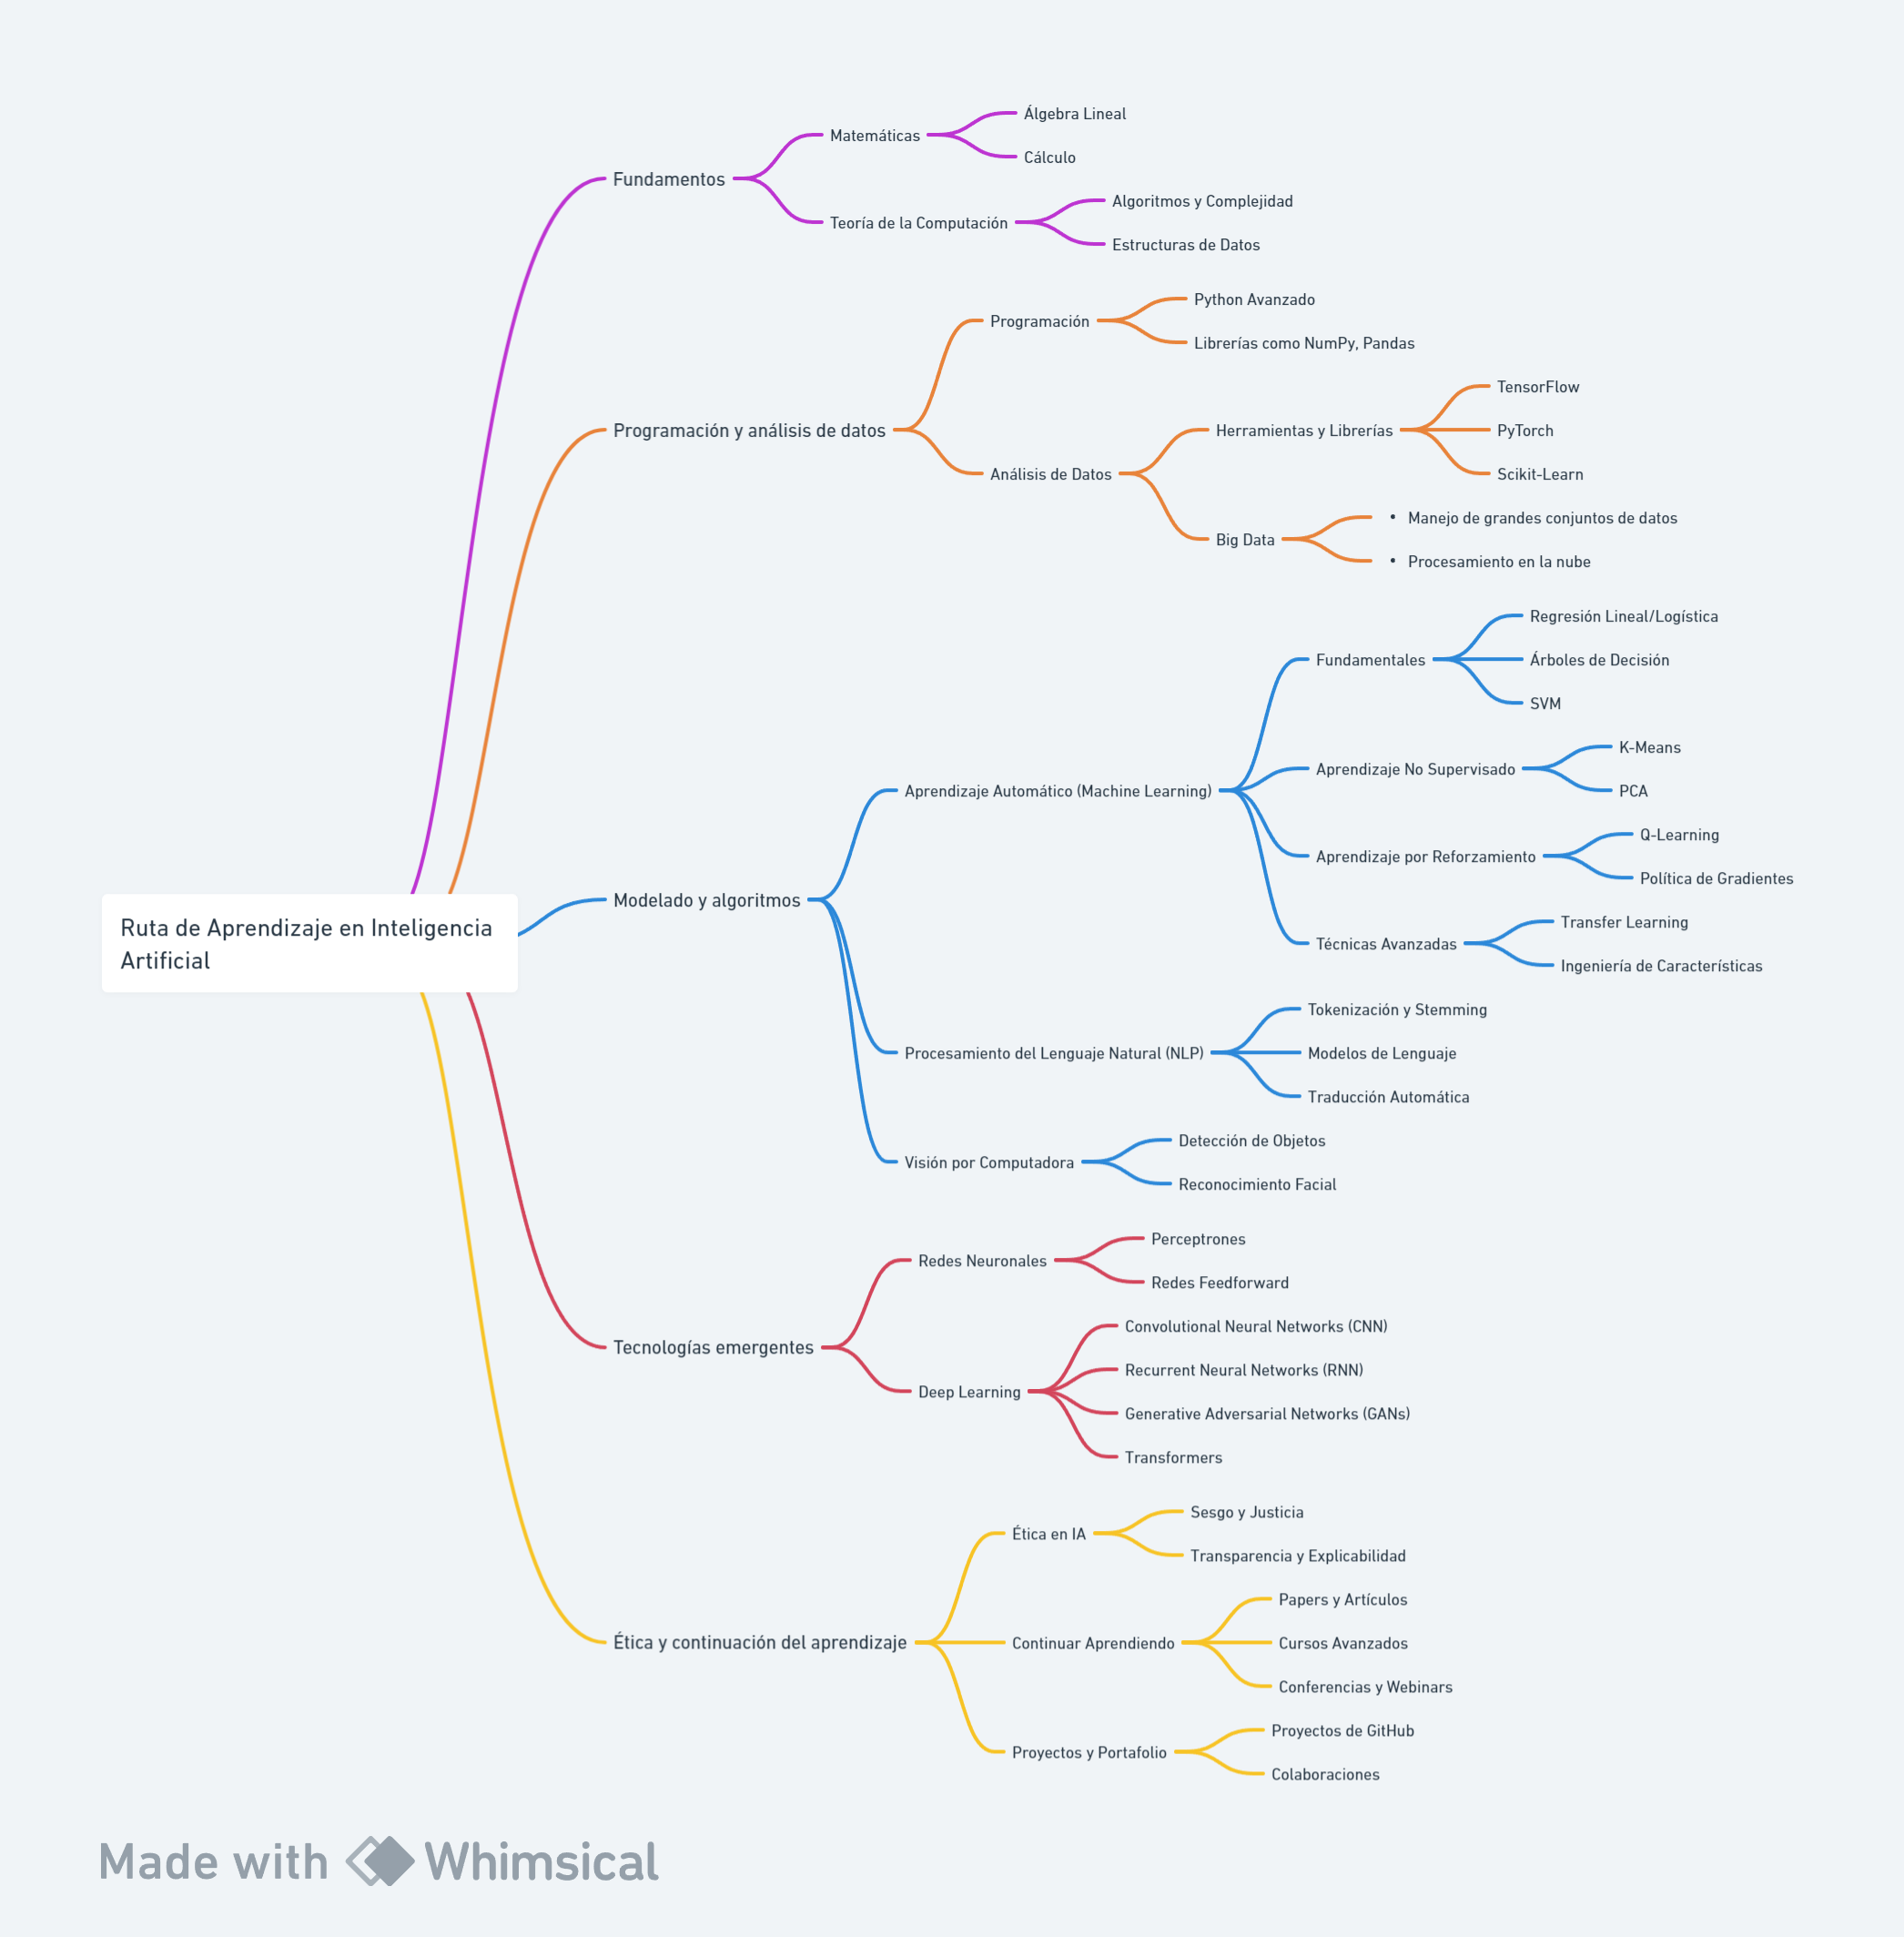 Ruta de Aprendizaje en Inteligencia
Artificial
Fundamentos
Matemáticas
Álgebra Lineal
Cálculo
Teoría de la Computación
Algoritmos y Complejidad
Estructuras de Datos
Programación y análisis de datos
Programación
Python Avanzado
Librerías como NumPy, Pandas
Análisis de Datos
Herramientas y Librerías
TensorFlow
PyTorch
Scikit-Learn
Big Data
• Manejo de grandes conjuntos de datos
• Procesamiento en la nube
Modelado y algoritmos
Aprendizaje Automático (Machine Learning)
Fundamentales
Regresión Lineal/Logística
Árboles de Decisión
SVM
Aprendizaje No Supervisado
K-Means
PCA
Aprendizaje por Reforzamiento
Q-Learning
Política de Gradientes
Técnicas Avanzadas
Transfer Learning
Ingeniería de Características
Procesamiento del Lenguaje Natural (NLP)
Tokenización y Stemming
Modelos de Lenguaje
Traducción Automática
Visión por Computadora
Detección de Objetos
Reconocimiento Facial
Tecnologías emergentes
Redes Neuronales
Perceptrones
Redes Feedforward
Deep Learning
Convolutional Neural Networks (CNN)
Recurrent Neural Networks (RNN)
Generative Adversarial Networks (GANs)
Transformers
Ética y continuación del aprendizaje
Ética en IA
Sesgo y Justicia
Transparencia y Explicabilidad
Continuar Aprendiendo
Papers y Artículos
Cursos Avanzados
Conferencias y Webinars
Proyectos y Portafolio
Proyectos de GitHub
Colaboraciones
Made with Whimsical